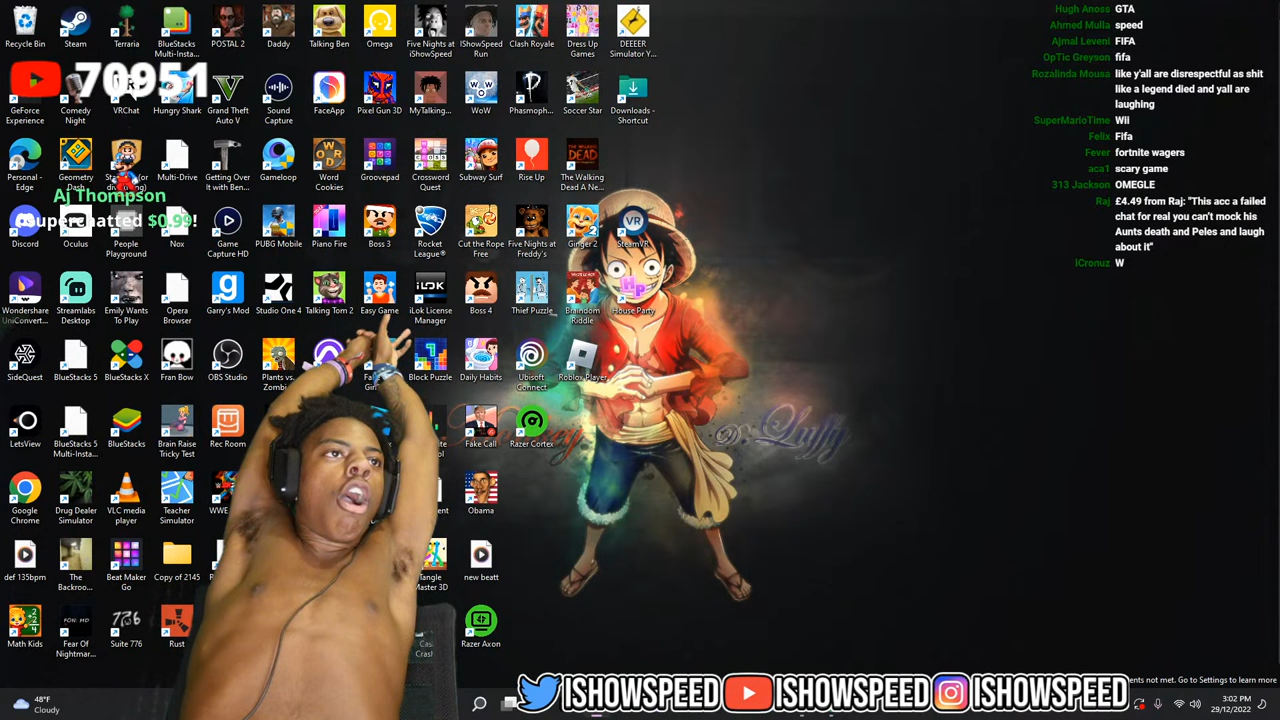 Recycle Bin
Steam
Terraria
BlueStacks Multi-Insta...
POSTAL 2
Daddy
Talking Ben
Omega
Five Nights at iShowSpeed
IShowSpeed Run
Clash Royale
Dress Up Games
DEEEER Simulator Y...
70951
GeForce Experience
Comedy Night
VRChat
Hungry Shark
Grand Theft Auto V
Sound Capture
FaceApp
Pixel Gun 3D
MyTalking...
WoW
Phasmoph...
Soccer Star
Downloads - Shortcut
Personal - Edge
Geometry Dash
Multi-Drive
Getting Over It with Ben...
Gameloop
Word Cookies
Groovepad
Crossword Quest
Subway Surf
Rise Up
The Walking Dead A Ne...
Aj Thompson
superchatted $0.99!
Discord
Oculus
People Playground
Nox
Game Capture HD
PUBG Mobile
Piano Fire
Boss 3
Rocket League®
Cut the Rope Free
Five Nights at Freddy's
Ginger 2
SteamVR
Wondershare UniConvert...
Streamlabs Desktop
Emily Wants To Play
Opera Browser
Garry's Mod
Studio One 4
Talking Tom 2
Easy Game
iLok License Manager
Boss 4
Thief Puzzle
Braindom Riddle
House Party
SideQuest
BlueStacks 5
BlueStacks X
Fran Bow
OBS Studio
Plants vs. Zombi
Block Puzzle
Daily Habits
Ubisoft Connect
Roblox Player
LetsView
BlueStacks 5 Multi-Insta...
BlueStacks
Brain Raise Tricky Test
Rec Room
Fake Call
Razer Cortex
Google Chrome
Drug Dealer Simulator
VLC media player
Teacher Simulator
WWE
Obama
def 135bpm
The Backroo...
Beat Maker Go
Copy of 2145
Tangle Master 3D
new beatt
Math Kids
Fear Of Nightmar...
Suite 776
Rust
Razer Axon
Hugh Anoss GTA
Ahmed Mulla speed
Ajmal Leveni FIFA
OpTic Greyson fifa
Rozalinda Mousa like y'all are disrespectful as shit
like a legend died and yall are
laughing
SuperMarioTime Wii
Felix Fifa
Fever fortnite wagers
aca1 scary game
313 Jackson OMEGLE
Raj £4.49 from Raj: "This acc a failed
chat for real you can't mock his
Aunts death and Peles and laugh
about it"
iCronuz W
ents not met. Go to Settings to learn more
ISHOWSPEED ISHOWSPEED ISHOWSPEED
48°F
Cloudy
3:02 PM
29/12/2022